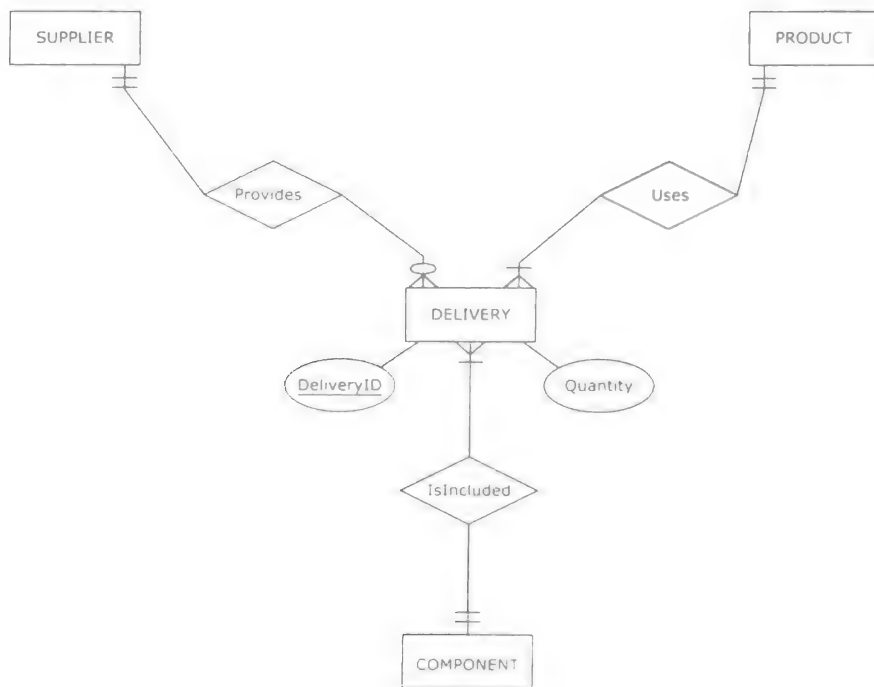 SUPPLIER
PRODUCT
Provides
Uses
DELIVERY
DeliveryID
Quantity
IsIncluded
COMPONENT